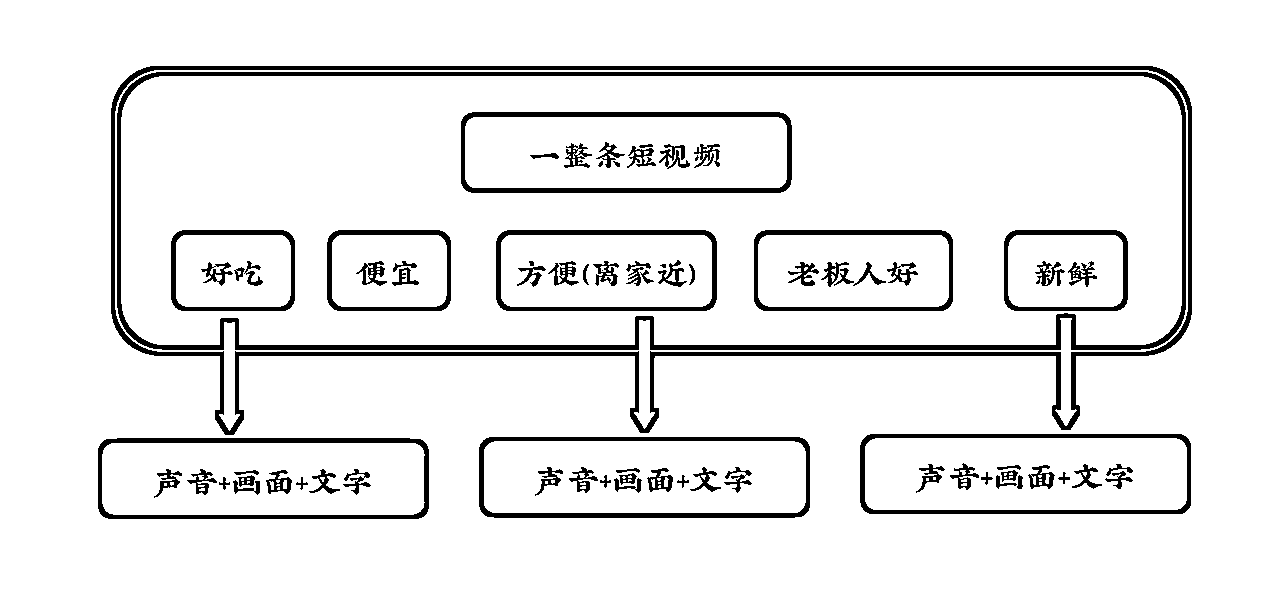 一整条短视频
好吃
便宜
方便(离家近)
老板人好
新鲜
声音+画面+文字
声音+画面+文字
声音+画面+文字